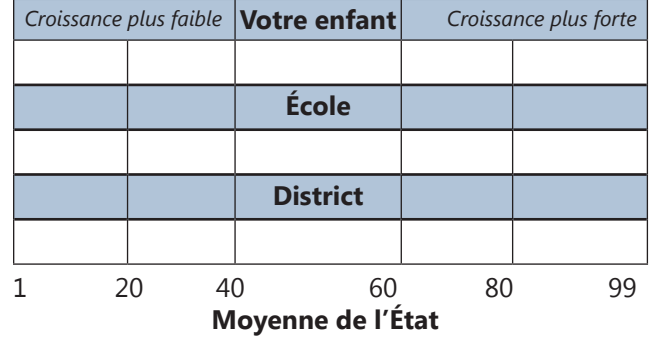 Croissance plus faible Votre enfant Croissance plus forte
École
District
1 20 40 60 80 99
Moyenne de l’État